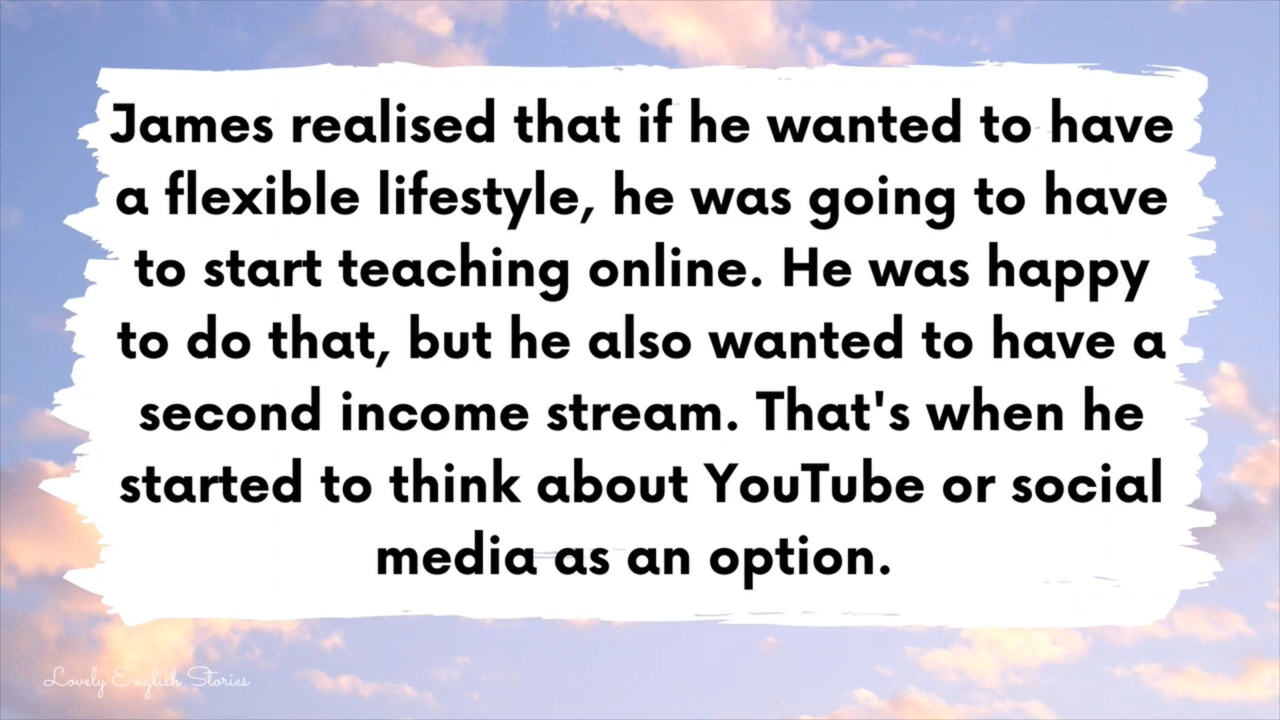 James realised that if he wanted to have
a flexible lifestyle, he was going to have
to start teaching online. He was happy
to do that, but he also wanted to have a
second income stream. That's when he
started to think about YouTube or social
media as an option.
Lovely English Stories